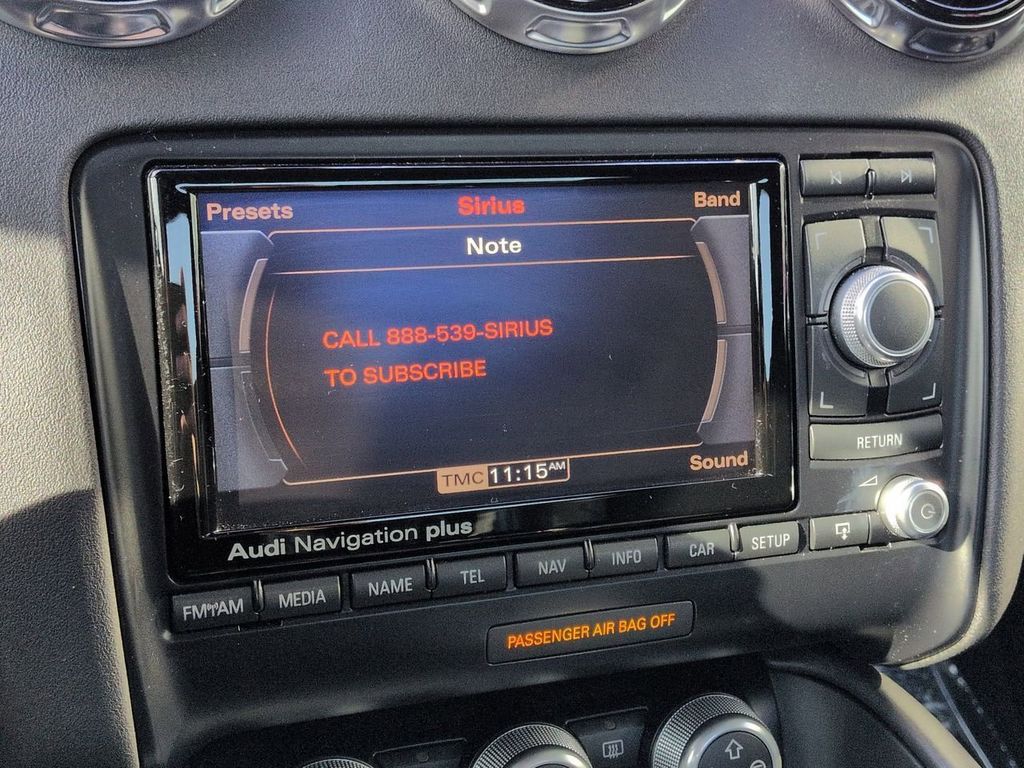 Presets Sirius Band
Note
CALL 888-539-SIRIUS
TO SUBSCRIBE
Sound
TMC 11:15AM
Audi Navigation plus
RETURN
FM/AM MEDIA NAME TEL NAV INFO CAR SETUP
PASSENGER AIR BAG OFF